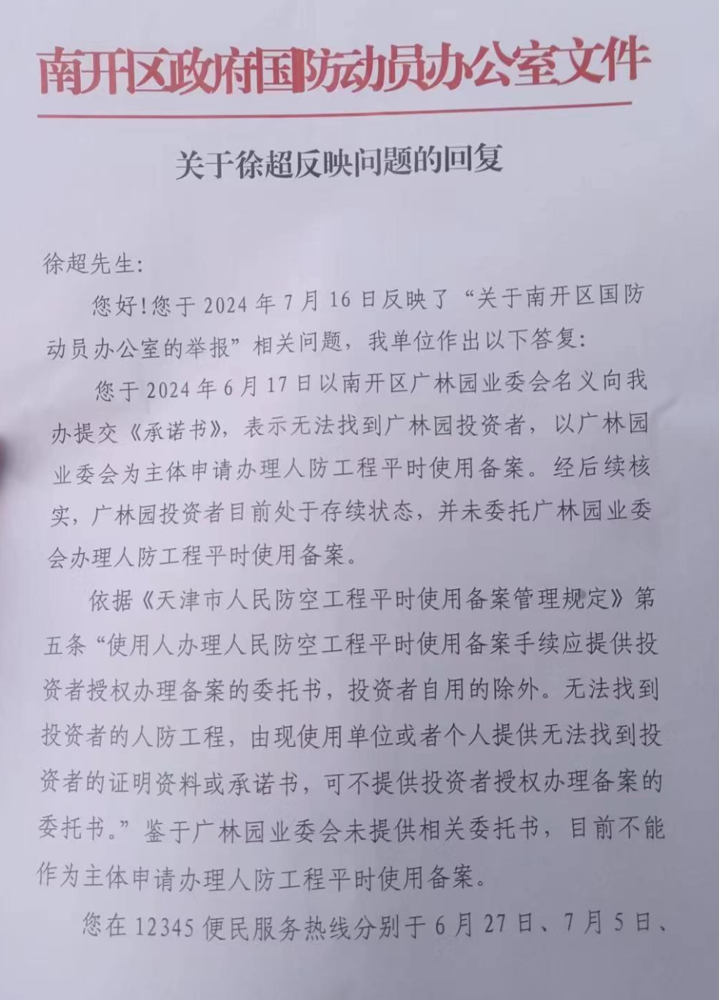 南开区政府国防动员办公室文件
关于徐超反映问题的回复
徐超先生：
您好！您于 2024 年 7 月 16 日反映了“关于南开区国防
动员办公室的举报”相关问题，我单位作出以下答复：
您于 2024 年 6 月 17 日以南开区广林园业委会名义向我
办提交《承诺书》，表示无法找到广林园投资者，以广林园
业委会为主体申请办理人防工程平时使用备案。经后续核
实，广林园投资者目前处于存续状态，并未委托广林园业委
会办理人防工程平时使用备案。
依据《天津市人民防空工程平时使用备案管理规定》第
五条“使用人办理人民防空工程平时使用备案手续应提供投
资者授权办理备案的委托书，投资者自用的除外。无法找到
投资者的人防工程，由现使用单位或者个人提供无法找到投
资者的证明资料或承诺书，可不提供投资者授权办理备案的
委托书。”鉴于广林园业委会未提供相关委托书，目前不能
作为主体申请办理人防工程平时使用备案。
您在 12345 便民服务热线分别于 6 月 27 日、7 月 5 日、